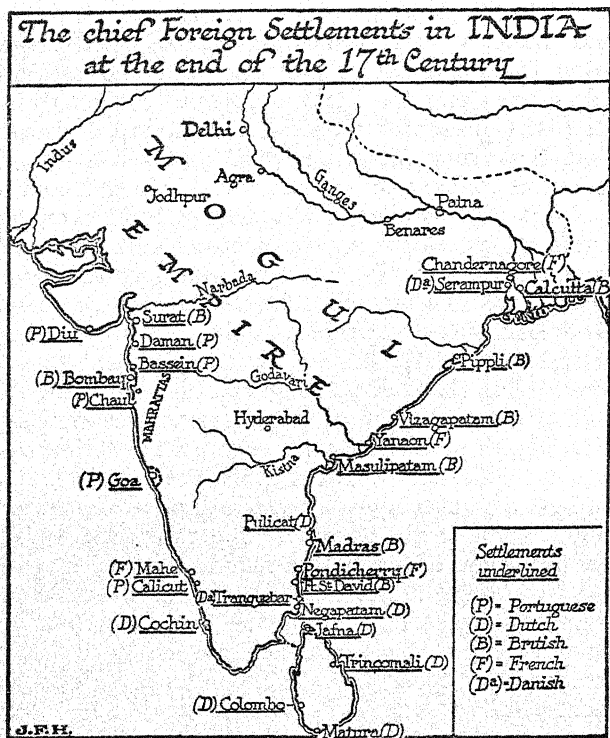 The chief Foreign Settlements in INDIA
at the end of the 17th Century
Delhi
Indus
MOGUL
EMPIRE
Jodhpur
Agra
Ganges
Patna
Benares
Chandernagore (F)
(Da) Serampur
Calcutta (B)
Narbada
Surat (B)
(P) Diu
Daman (P)
Bassein (P)
(B) Bombay
(P) Chaul
MAHRATTAS
Godavari
Pippli (B)
Hyderabad
Vizagapatam (B)
Yanaon (F)
Kistna
Masulipatam (B)
(P) Goa
Pulicat (D)
Madras (B)
(F) Mahe
Pondicherry (F)
(P) Calicut
Ft. St. David (B)
Da Tranquebar
Negapatam (D)
(D) Cochin
Jafna (D)
Trincomali (D)
(D) Colombo
Matura (D)
Settlements
underlined
(P) = Portuguese
(D) = Dutch
(B) = British
(F) = French
(Da) = Danish
J.F.H.